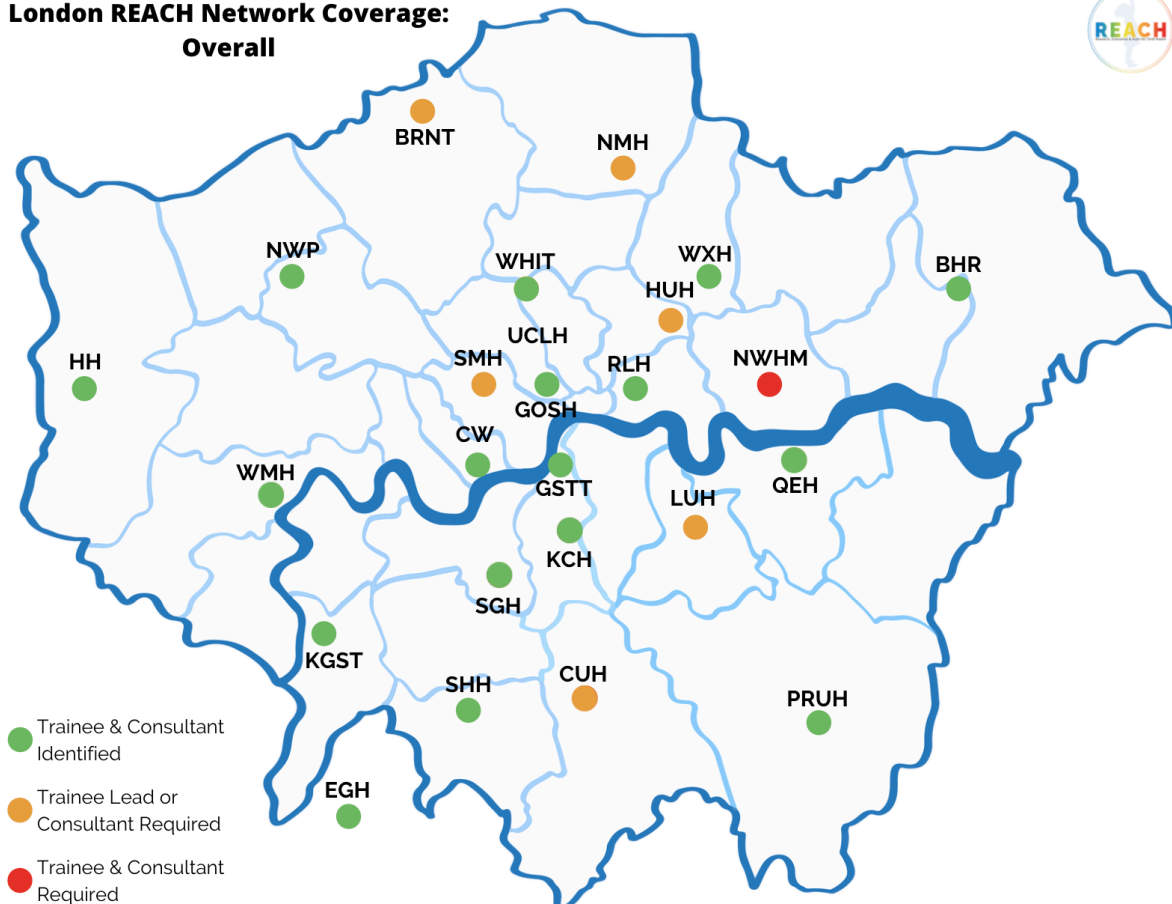 London REACH Network Coverage:
Overall
REACH
BRNT
NMH
NWP
WHIT
WXH
BHR
HUH
UCLH
SMH
RLH
NWHM
HH
GOSH
CW
WMH
GSTT
QEH
LUH
KCH
SGH
KGST
SHH
CUH
PRUH
EGH
Trainee & Consultant
Identified
Trainee Lead or
Consultant Required
Trainee & Consultant
Required